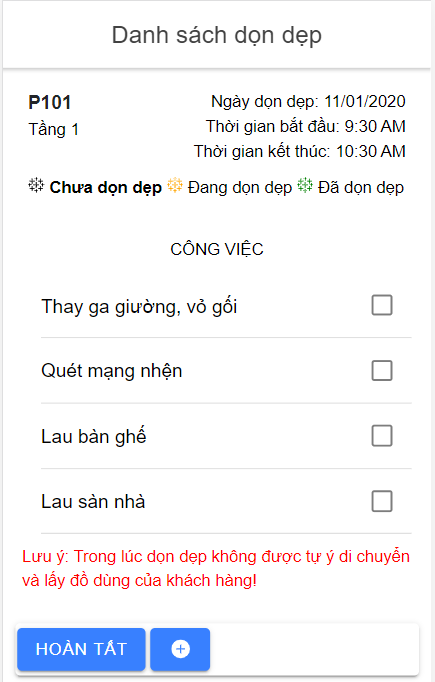 Danh sách dọn dẹp
P101
Tầng 1
Ngày dọn dẹp: 11/01/2020
Thời gian bắt đầu: 9:30 AM
Thời gian kết thúc: 10:30 AM
Chưa dọn dẹp Đang dọn dẹp Đã dọn dẹp
CÔNG VIỆC
Thay ga giường, vỏ gối
Quét mạng nhện
Lau bàn ghế
Lau sàn nhà
Lưu ý: Trong lúc dọn dẹp không được tự ý di chuyển
và lấy đồ dùng của khách hàng!
HOÀN TẤT